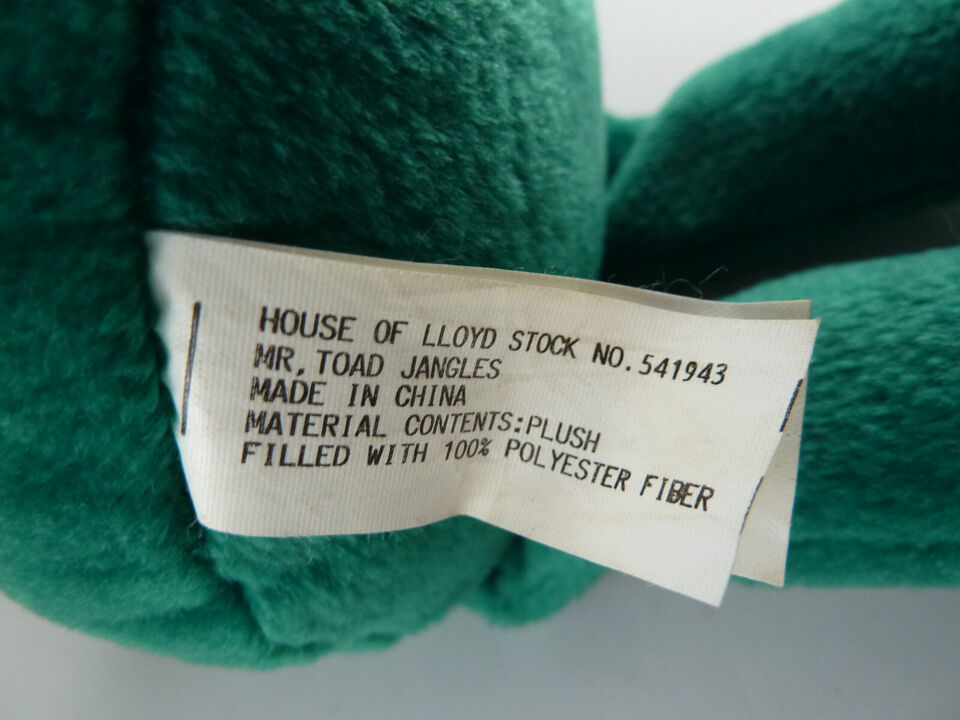 HOUSE OF LLOYD STOCK NO.541943
MR, TOAD JANGLES
MADE IN CHINA
MATERIAL CONTENTS:PLUSH
FILLED WITH 100% POLYESTER FIBER